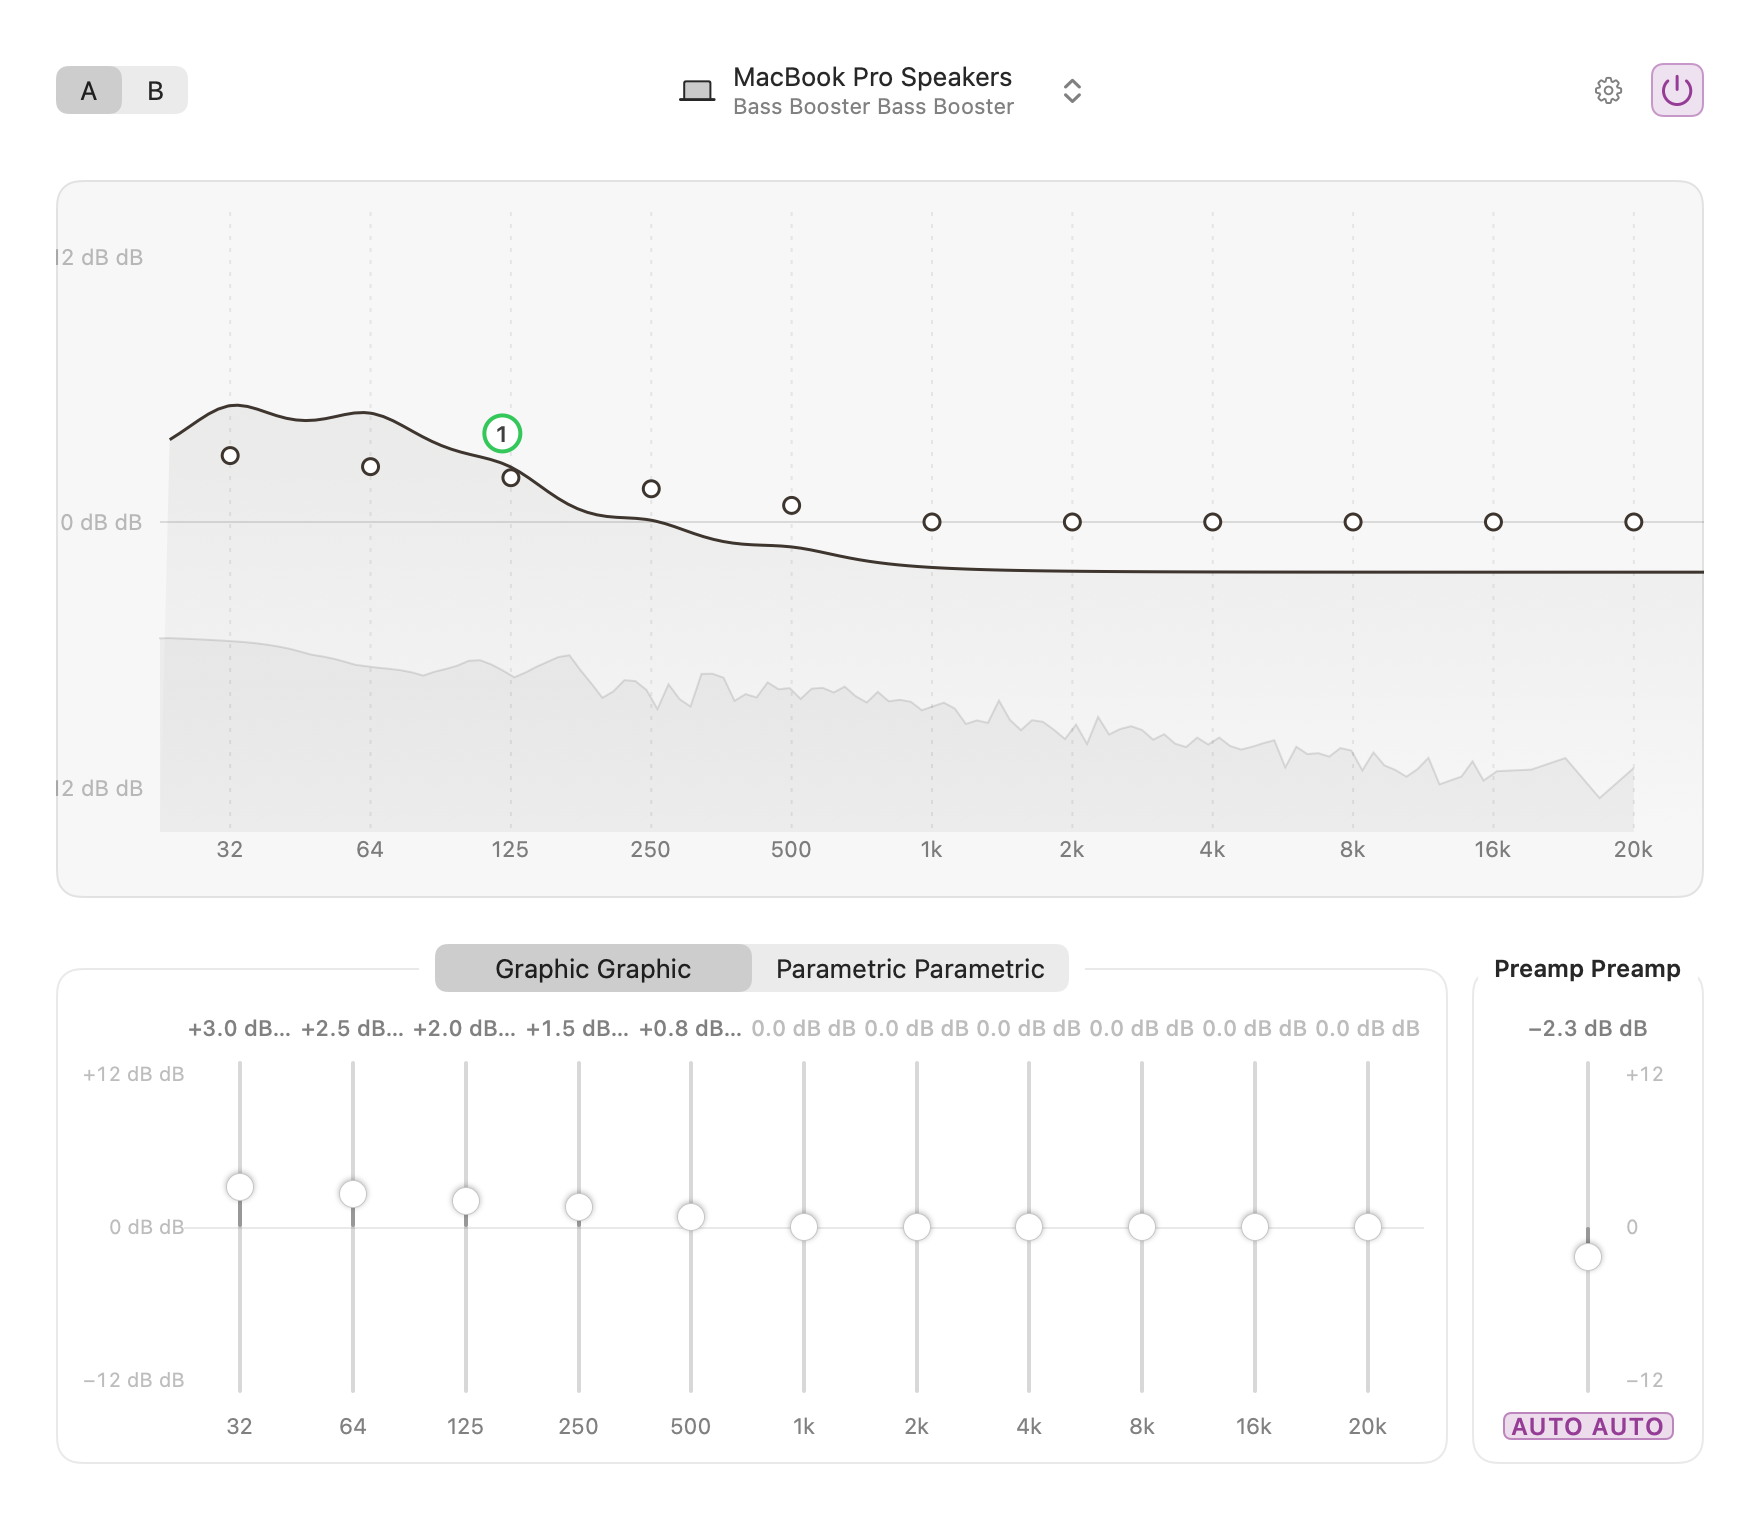 A B
MacBook Pro Speakers
Bass Booster Bass Booster
12 dB dB
1
0 dB dB
12 dB dB
32 64 125 250 500 1k 2k 4k 8k 16k 20k
Graphic Graphic Parametric Parametric
Preamp Preamp
+3.0 dB... +2.5 dB... +2.0 dB... +1.5 dB... +0.8 dB... 0.0 dB dB 0.0 dB dB 0.0 dB dB 0.0 dB dB 0.0 dB dB 0.0 dB dB
−2.3 dB dB
+12 dB dB
+12
0 dB dB
0
−12 dB dB
−12
32 64 125 250 500 1k 2k 4k 8k 16k 20k
AUTO AUTO